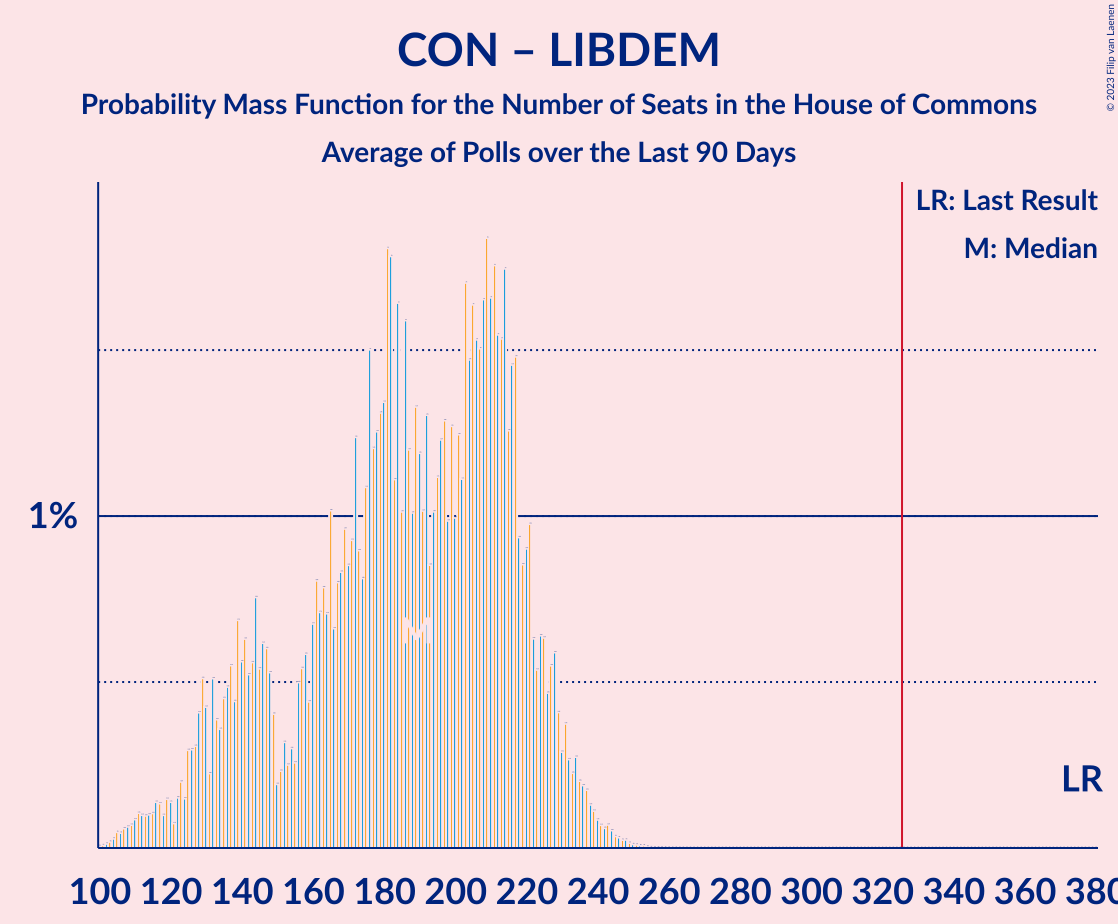 CON – LIBDEM
Probability Mass Function for the Number of Seats in the House of Commons
Average of Polls over the Last 90 Days
© 2023 Filip van Laenen
LR: Last Result
M: Median
1%
M
LR
100 120 140 160 180 200 220 240 260 280 300 320 340 360 380